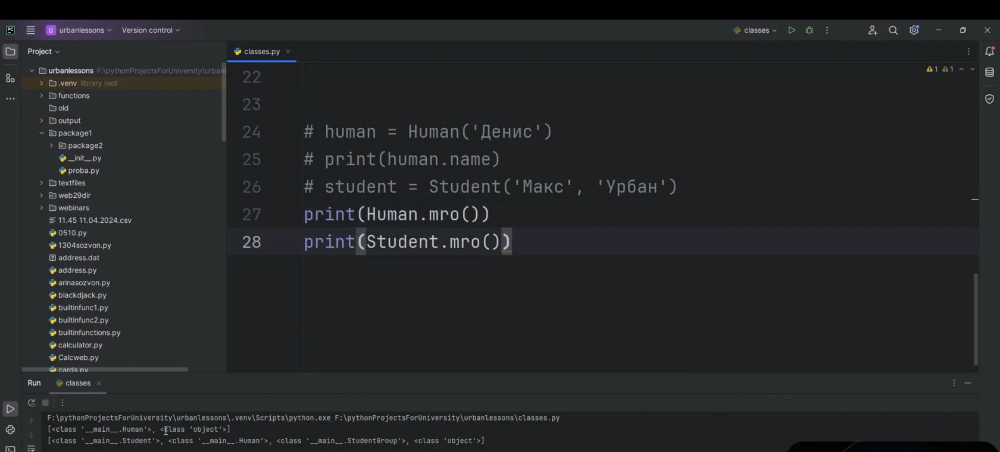 PC
U urbanlessons
Version control
classes
Project
classes.py
urbanlessons F:\pythonProjectsForUniversity\urbanl
.venv library root
functions
old
output
package1
package2
__init__.py
proba.py
textfiles
web29dir
webinars
11.45 11.04.2024.csv
0510.py
1304sozvon.py
address.dat
address.py
arinasozvon.py
blackdjack.py
builtinfunc1.py
builtinfunc2.py
builtinfunctions.py
calculator.py
Calcweb.py
cards.py
1 1
22
23
24 # human = Human('Денис')
25 # print(human.name)
26 # student = Student('Макс', 'Урбан')
27 print(Human.mro())
28 print(Student.mro())
Run classes
F:\pythonProjectsForUniversity\urbanlessons\.venv\Scripts\python.exe F:\pythonProjectsForUniversity\urbanlessons\classes.py
[<class '__main__.Human'>, <class 'object'>]
[<class '__main__.Student'>, <class '__main__.Human'>, <class '__main__.StudentGroup'>, <class 'object'>]